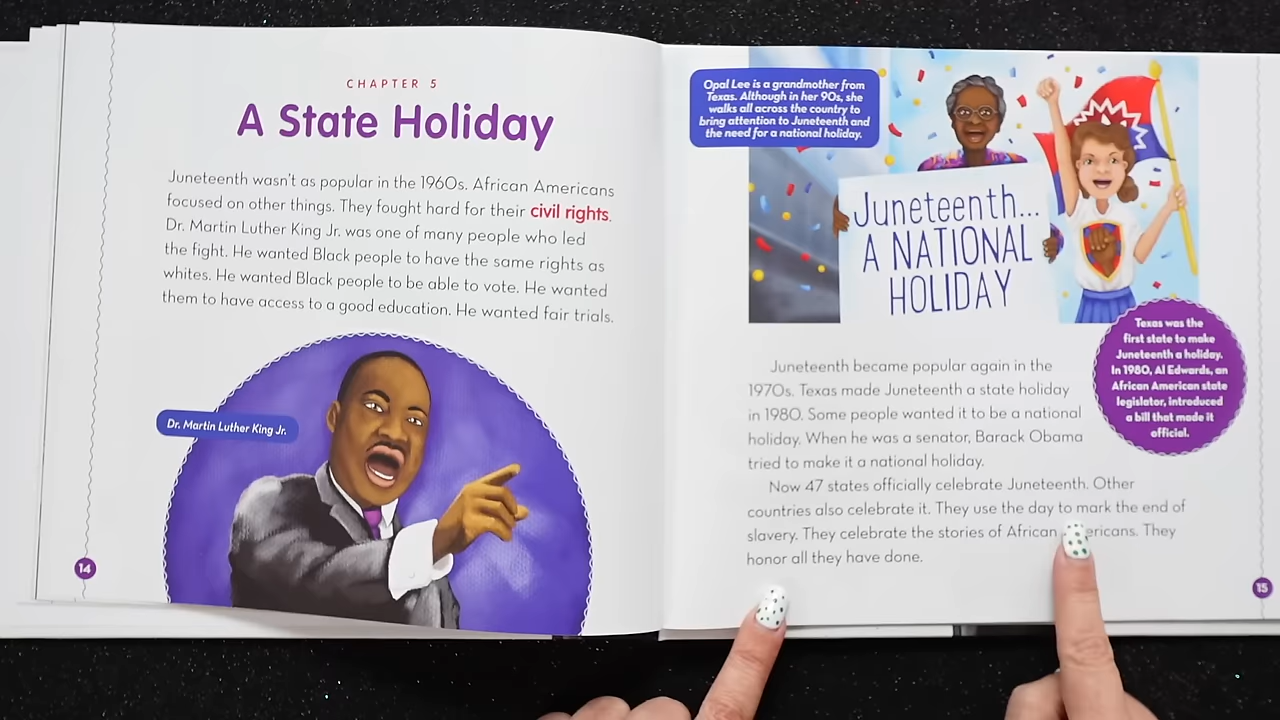 CHAPTER 5
A State Holiday
Juneteenth wasn't as popular in the 1960s. African Americans
focused on other things. They fought hard for their civil rights.
Dr. Martin Luther King Jr. was one of many people who led
the fight. He wanted Black people to have the same rights as
whites. He wanted Black people to be able to vote. He wanted
them to have access to a good education. He wanted fair trials.
Dr. Martin Luther King Jr.
14
Opal Lee is a grandmother from
Texas. Although in her 90s, she
walks all across the country to
bring attention to Juneteenth and
the need for a national holiday.
Juneteenth...
A NATIONAL
HOLIDAY
Texas was the
first state to make
Juneteenth a holiday.
In 1980, Al Edwards, an
African American state
legislator, introduced
a bill that made it
official.
Juneteenth became popular again in the
1970s. Texas made Juneteenth a state holiday
in 1980. Some people wanted it to be a national
holiday. When he was a senator, Barack Obama
tried to make it a national holiday.
Now 47 states officially celebrate Juneteenth. Other
countries also celebrate it. They use the day to mark the end of
slavery. They celebrate the stories of African ericans. They
honor all they have done.
15